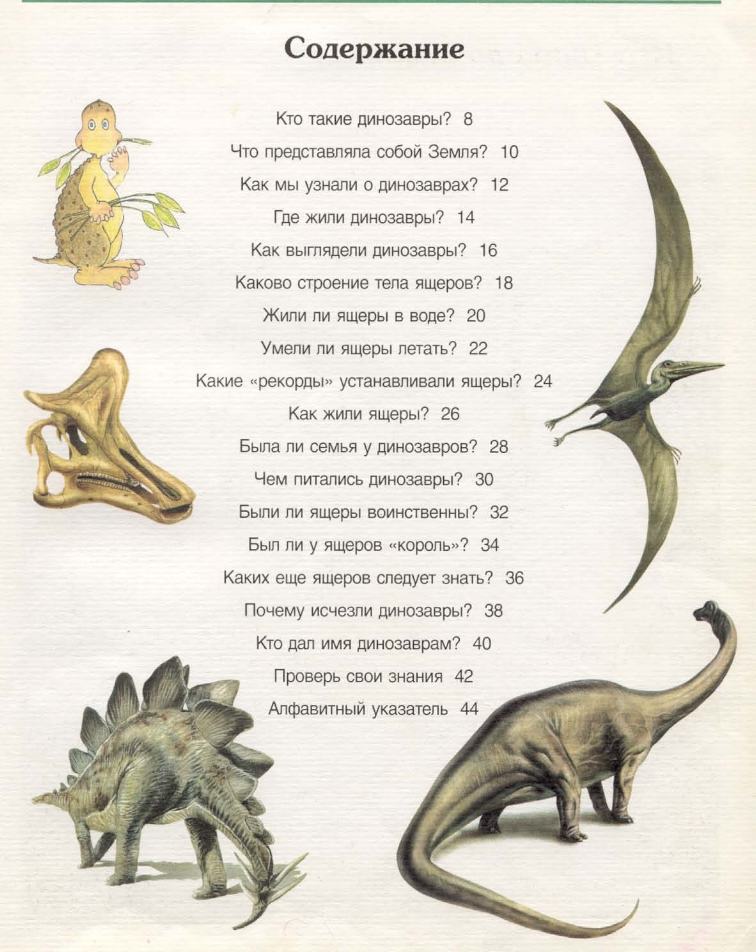 Содержание
Кто такие динозавры? 8
Что представляла собой Земля? 10
Как мы узнали о динозаврах? 12
Где жили динозавры? 14
Как выглядели динозавры? 16
Каково строение тела ящеров? 18
Жили ли ящеры в воде? 20
Умели ли ящеры летать? 22
Какие «рекорды» устанавливали ящеры? 24
Как жили ящеры? 26
Была ли семья у динозавров? 28
Чем питались динозавры? 30
Были ли ящеры воинственны? 32
Был ли у ящеров «король»? 34
Каких еще ящеров следует знать? 36
Почему исчезли динозавры? 38
Кто дал имя динозаврам? 40
Проверь свои знания 42
Алфавитный указатель 44